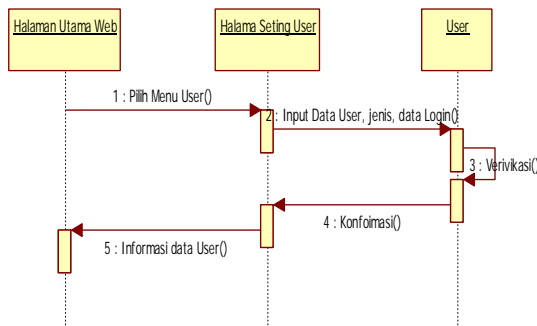 Halaman Utama Web
Halama Seting User
User
1 : Pilih Menu User()
2 : Input Data User, jenis, data Login()
3 : Verivikasi()
4 : Konfoimasi()
5 : Informasi data User()